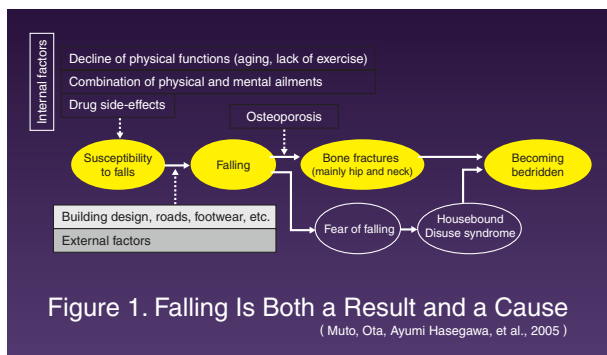 Internal factors
Decline of physical functions (aging, lack of exercise)
Combination of physical and mental ailments
Drug side-effects
Osteoporosis
Susceptibility
to falls
Falling
Bone fractures
(mainly hip and neck)
Becoming
bedridden
Building design, roads, footwear, etc.
External factors
Fear of falling
Housebound
Disuse syndrome
Figure 1. Falling Is Both a Result and a Cause
( Muto, Ota, Ayumi Hasegawa, et al., 2005 )